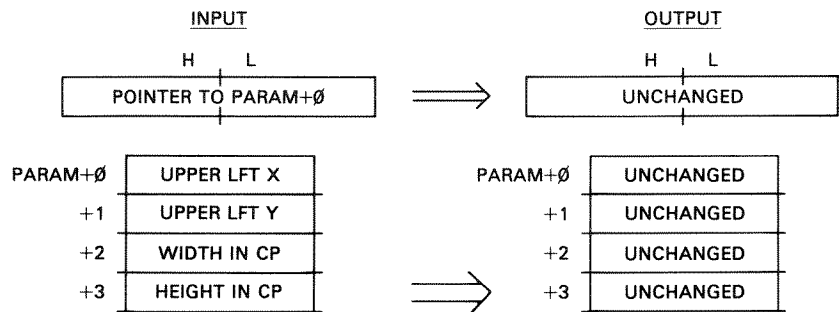 INPUT OUTPUT
H L H L
POINTER TO PARAM+Ø UNCHANGED
PARAM+Ø UPPER LFT X PARAM+Ø UNCHANGED
+1 UPPER LFT Y +1 UNCHANGED
+2 WIDTH IN CP +2 UNCHANGED
+3 HEIGHT IN CP +3 UNCHANGED